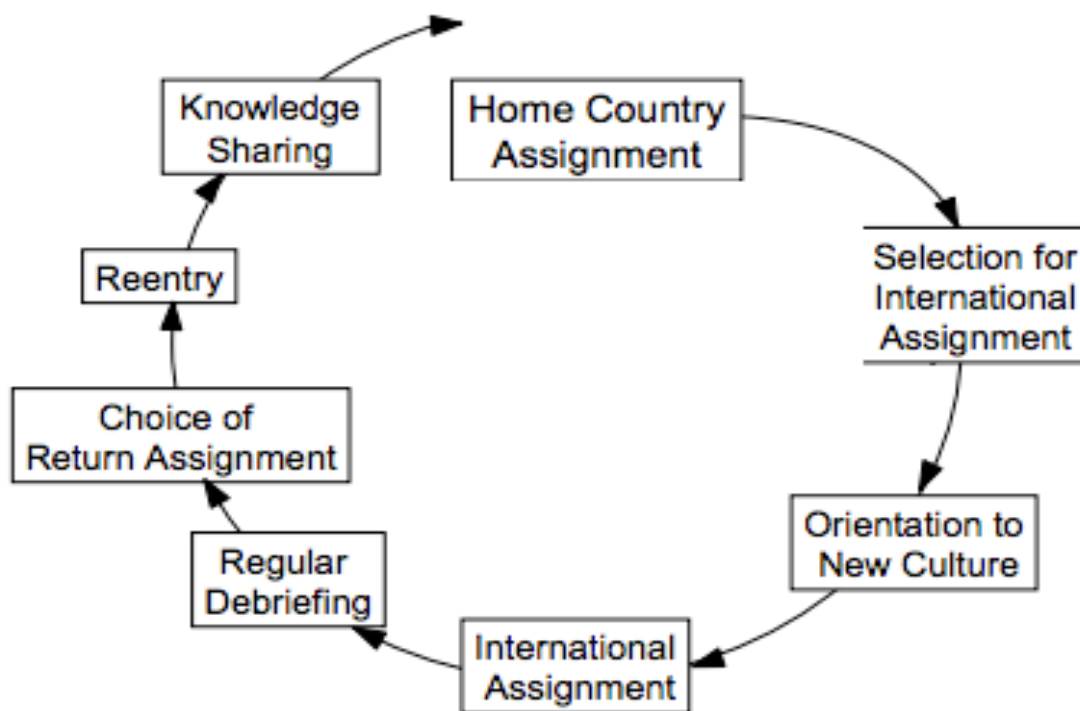 Home Country
Assignment
Selection for
International
Assignment
Orientation to
New Culture
International
Assignment
Regular
Debriefing
Choice of
Return Assignment
Reentry
Knowledge
Sharing